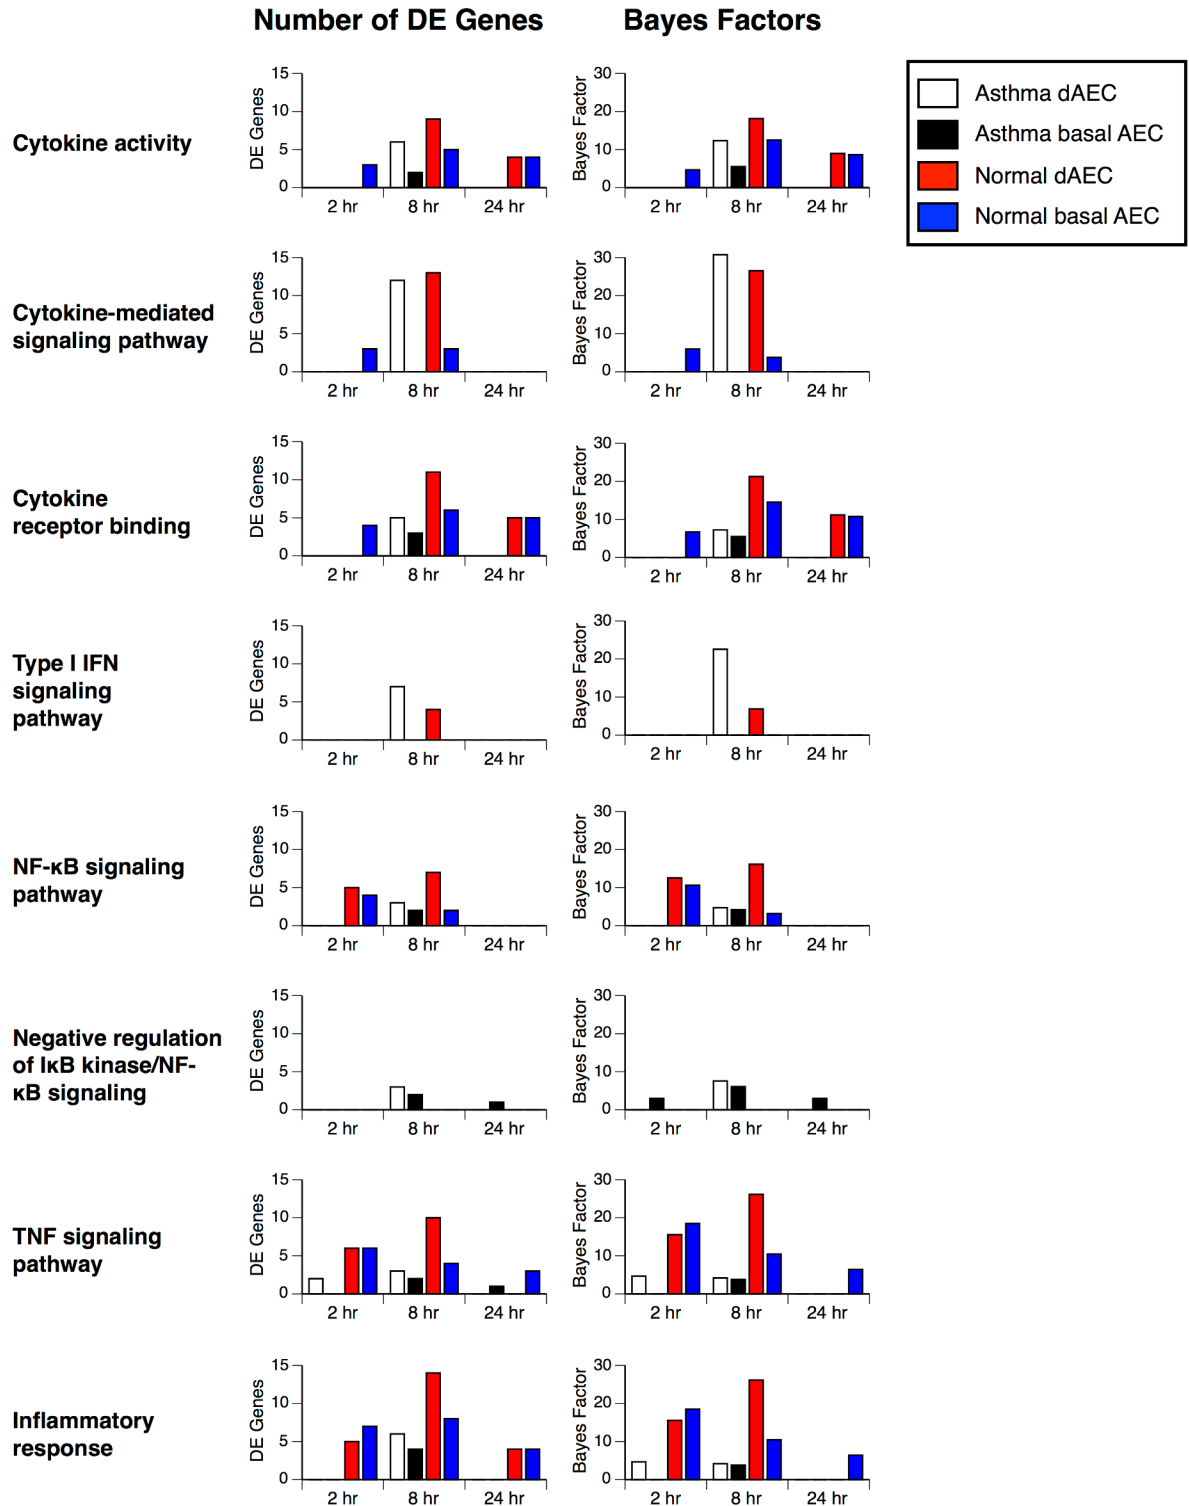 Number of DE Genes
Bayes Factors
Asthma dAEC
Asthma basal AEC
Normal dAEC
Normal basal AEC
Cytokine activity
DE Genes
15
10
5
0
2 hr
8 hr
24 hr
Bayes Factor
30
20
10
0
2 hr
8 hr
24 hr
Cytokine-mediated
signaling pathway
DE Genes
15
10
5
0
2 hr
8 hr
24 hr
Bayes Factor
30
20
10
0
2 hr
8 hr
24 hr
Cytokine
receptor binding
DE Genes
15
10
5
0
2 hr
8 hr
24 hr
Bayes Factor
30
20
10
0
2 hr
8 hr
24 hr
Type I IFN
signaling
pathway
DE Genes
15
10
5
0
2 hr
8 hr
24 hr
Bayes Factor
30
20
10
0
2 hr
8 hr
24 hr
NF-κB signaling
pathway
DE Genes
15
10
5
0
2 hr
8 hr
24 hr
Bayes Factor
30
20
10
0
2 hr
8 hr
24 hr
Negative regulation
of IκB kinase/NF-
κB signaling
DE Genes
15
10
5
0
2 hr
8 hr
24 hr
Bayes Factor
30
20
10
0
2 hr
8 hr
24 hr
TNF signaling
pathway
DE Genes
15
10
5
0
2 hr
8 hr
24 hr
Bayes Factor
30
20
10
0
2 hr
8 hr
24 hr
Inflammatory
response
DE Genes
15
10
5
0
2 hr
8 hr
24 hr
Bayes Factor
30
20
10
0
2 hr
8 hr
24 hr